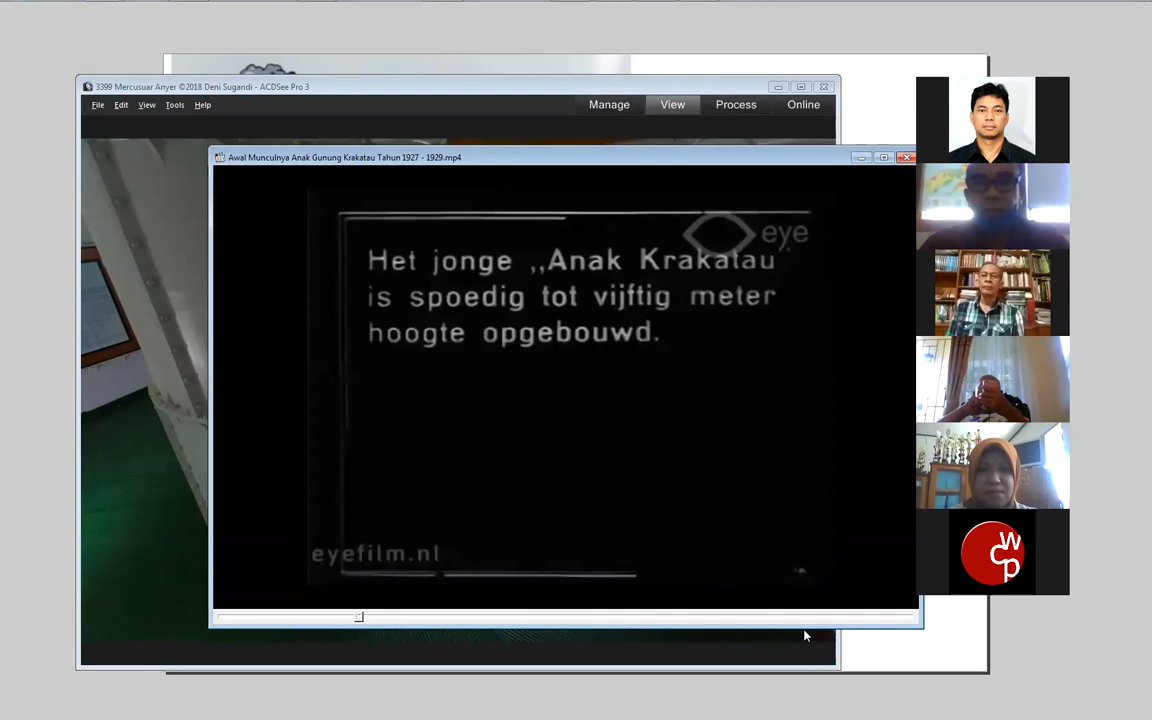 3399 Mercusuar Anyer ©2018 Deni Sugandi - ACDSee Pro 3
File Edit View Tools Help
Manage View Process Online
Awal Munculnya Anak Gunung Krakatau Tahun 1927 - 1929.mp4
eye
Het jonge „Anak Krakatau"
is spoedig tot vijftig meter
hoogte opgebouwd.
eyefilm.nl
wcp